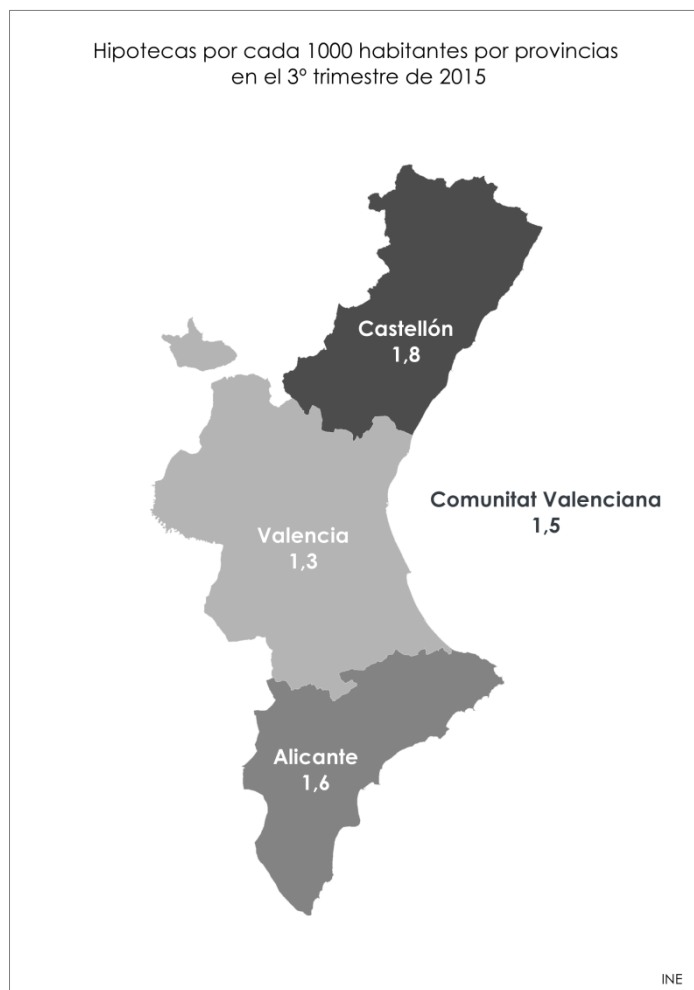 Hipotecas por cada 1000 habitantes por provincias
en el 3º trimestre de 2015
Castellón
1,8
Comunitat Valenciana
1,5
Valencia
1,3
Alicante
1,6
INE